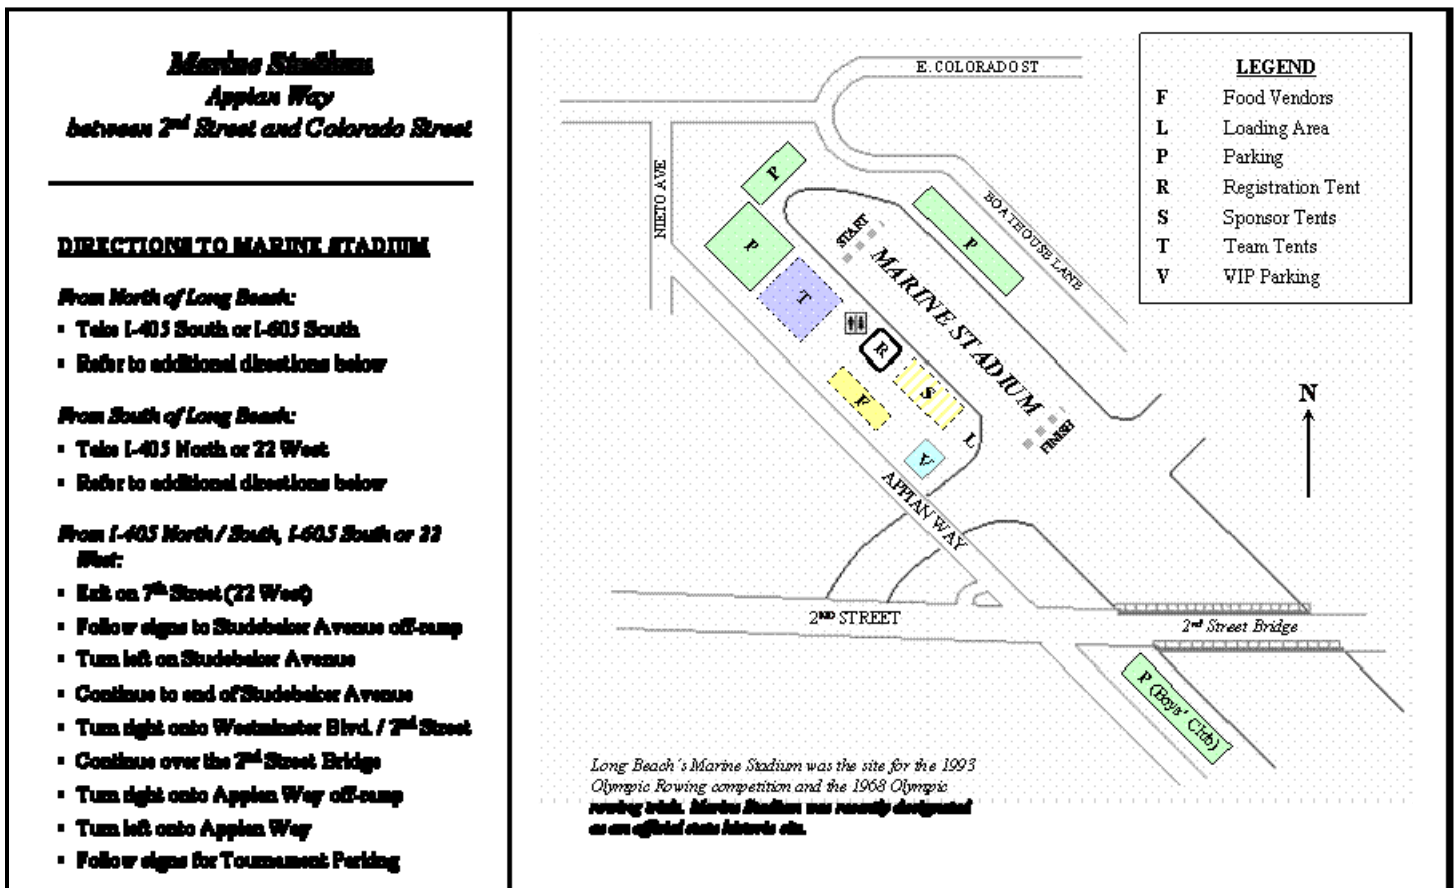 Marine Stadium
Appian Way
between 2nd Street and Colorado Street
DIRECTIONS TO MARINE STADIUM
From North of Long Beach:
▪ Take I-405 South or I-605 South
▪ Refer to additional directions below
From South of Long Beach:
▪ Take I-405 North or 22 West
▪ Refer to additional directions below
From I-405 North / South, I-605 South or 22
West:
▪ Exit on 7th Street (22 West)
▪ Follow signs to Studebaker Avenue off-ramp
▪ Turn left on Studebaker Avenue
▪ Continue to end of Studebaker Avenue
▪ Turn right onto Westminster Blvd. / 2nd Street
▪ Continue over the 2nd Street Bridge
▪ Turn right onto Appian Way off-ramp
▪ Turn left onto Appian Way
▪ Follow signs for Tournament Parking
E. COLORADO ST
NIETO AVE
BOATHOUSE LANE
P
P
P
START
MARINE STADIUM
FINISH
T
R
S
F
L
V
APPIAN WAY
2ND STREET
2nd Street Bridge
P (Boys' Club)
N
LEGEND
F Food Vendors
L Loading Area
P Parking
R Registration Tent
S Sponsor Tents
T Team Tents
V VIP Parking
Long Beach's Marine Stadium was the site for the 1993
Olympic Rowing competition and the 1968 Olympic
rowing trials. Marine Stadium was recently designated
as an official state historic site.